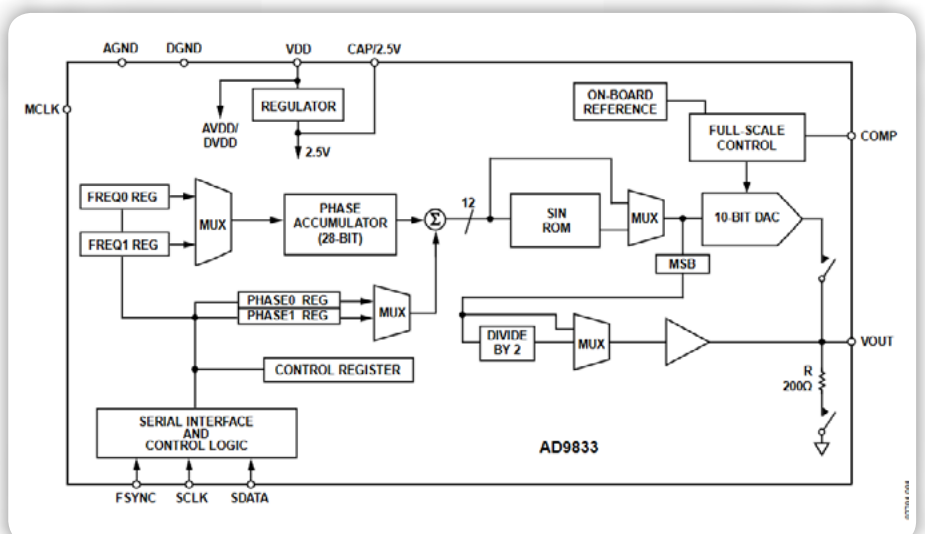 AGND
DGND
VDD
CAP/2.5V
MCLK
REGULATOR
AVDD/
DVDD
2.5V
ON-BOARD
REFERENCE
FULL-SCALE
CONTROL
COMP
FREQ0 REG
FREQ1 REG
MUX
PHASE
ACCUMULATOR
(28-BIT)
Σ
12
SIN
ROM
MUX
10-BIT DAC
MSB
PHASE0 REG
PHASE1 REG
MUX
DIVIDE
BY 2
MUX
VOUT
R
200Ω
CONTROL REGISTER
SERIAL INTERFACE
AND
CONTROL LOGIC
AD9833
FSYNC
SCLK
SDATA